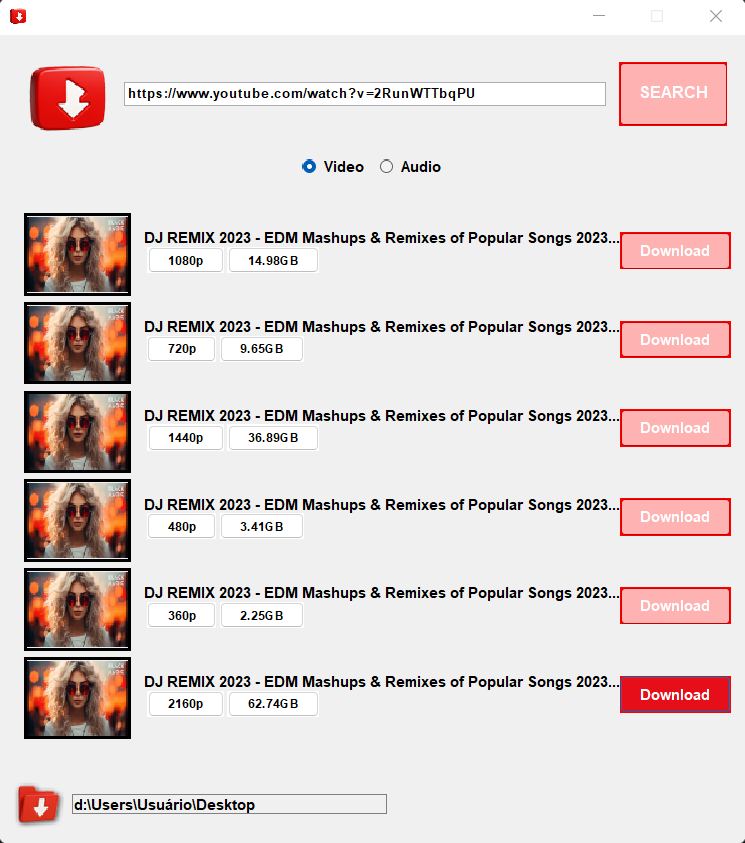 https://www.youtube.com/watch?v=2RunWTTbqPU
SEARCH
Video
Audio
DJ REMIX 2023 - EDM Mashups & Remixes of Popular Songs 2023...
1080p 14.98GB
Download
DJ REMIX 2023 - EDM Mashups & Remixes of Popular Songs 2023...
720p 9.65GB
Download
DJ REMIX 2023 - EDM Mashups & Remixes of Popular Songs 2023...
1440p 36.89GB
Download
DJ REMIX 2023 - EDM Mashups & Remixes of Popular Songs 2023...
480p 3.41GB
Download
DJ REMIX 2023 - EDM Mashups & Remixes of Popular Songs 2023...
360p 2.25GB
Download
DJ REMIX 2023 - EDM Mashups & Remixes of Popular Songs 2023...
2160p 62.74GB
Download
d:\Users\Usuário\Desktop